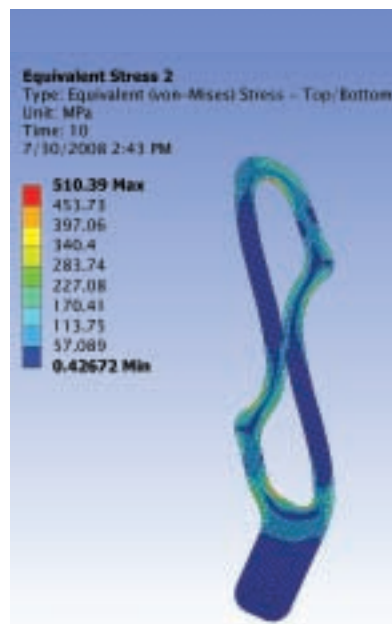 Equivalent Stress 2
Type: Equivalent (von-Mises) Stress - Top/Bottom
Unit: MPa
Time: 10
7/30/2008 2:43 PM
510.39 Max
453.73
397.06
340.4
283.74
227.08
170.41
113.75
57.089
0.42672 Min